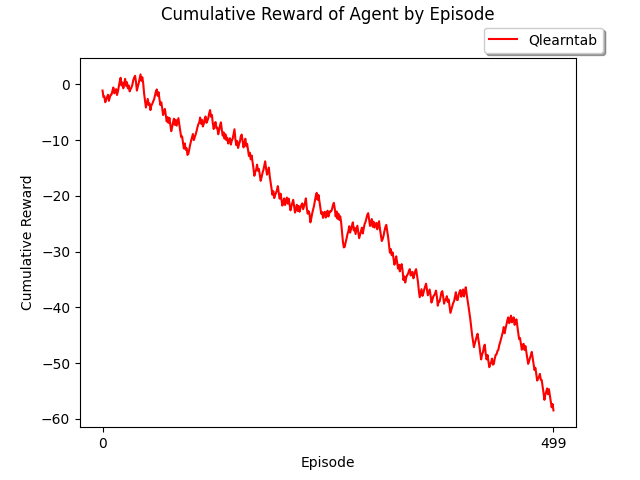 Cumulative Reward of Agent by Episode
Qlearntab
0
−10
−20
−30
−40
−50
−60
Cumulative Reward
0
499
Episode